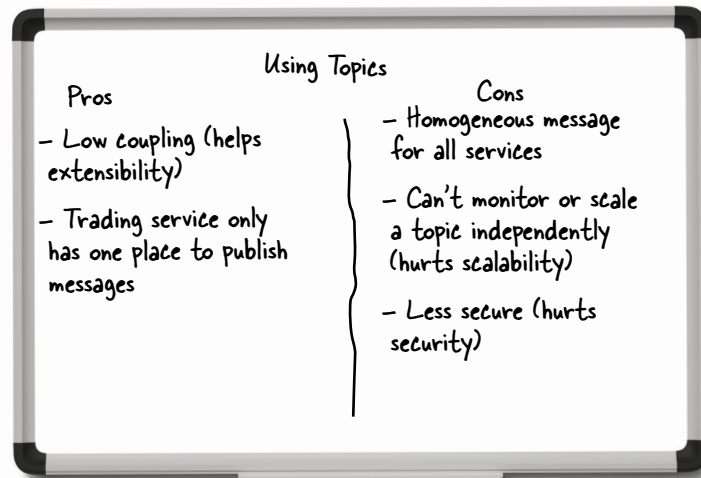 Using Topics
Pros
– Low coupling (helps
extensibility)
– Trading service only
has one place to publish
messages
Cons
– Homogeneous message
for all services
– Can't monitor or scale
a topic independently
(hurts scalability)
– Less secure (hurts
security)